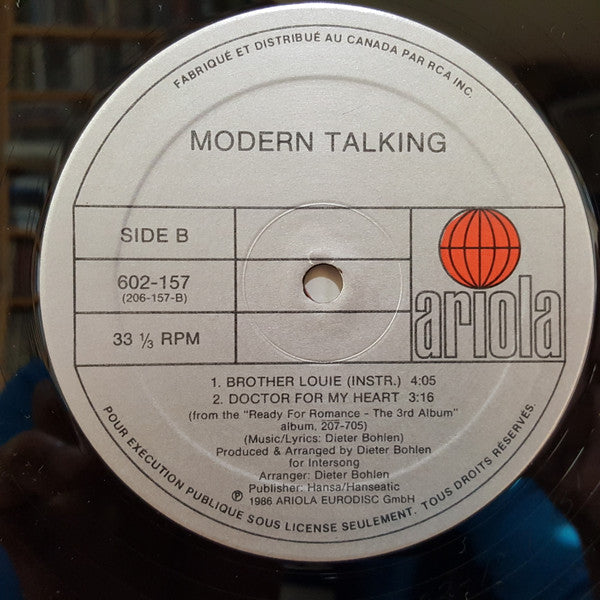 FABRIQUÉ ET DISTRIBUÉ AU CANADA PAR RCA INC.
MODERN TALKING
SIDE B
602-157
(206-157-B)
33 ⅓ RPM
ariola
1. BROTHER LOUIE (INSTR.) 4:05
2. DOCTOR FOR MY HEART 3:16
(from the "Ready For Romance - The 3rd Album"
album, 207-705)
(Music/Lyrics: Dieter Bohlen)
Produced & Arranged by Dieter Bohlen
for Intersong
Arranger: Dieter Bohlen
Publisher: Hansa/Hanseatic
℗ 1986 ARIOLA EURODISC GmbH
POUR EXÉCUTION PUBLIQUE SOUS LICENSE SEULEMENT. TOUS DROITS RÉSERVÉS.